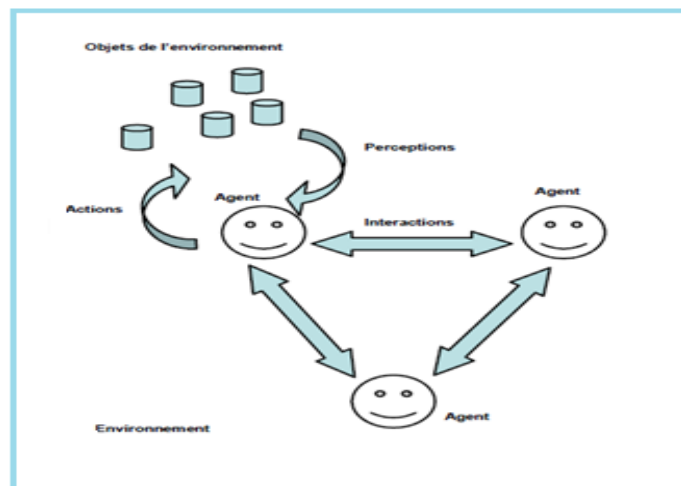 Objets de l'environnement
Perceptions
Agent
Agent
Actions
Interactions
Agent
Environnement